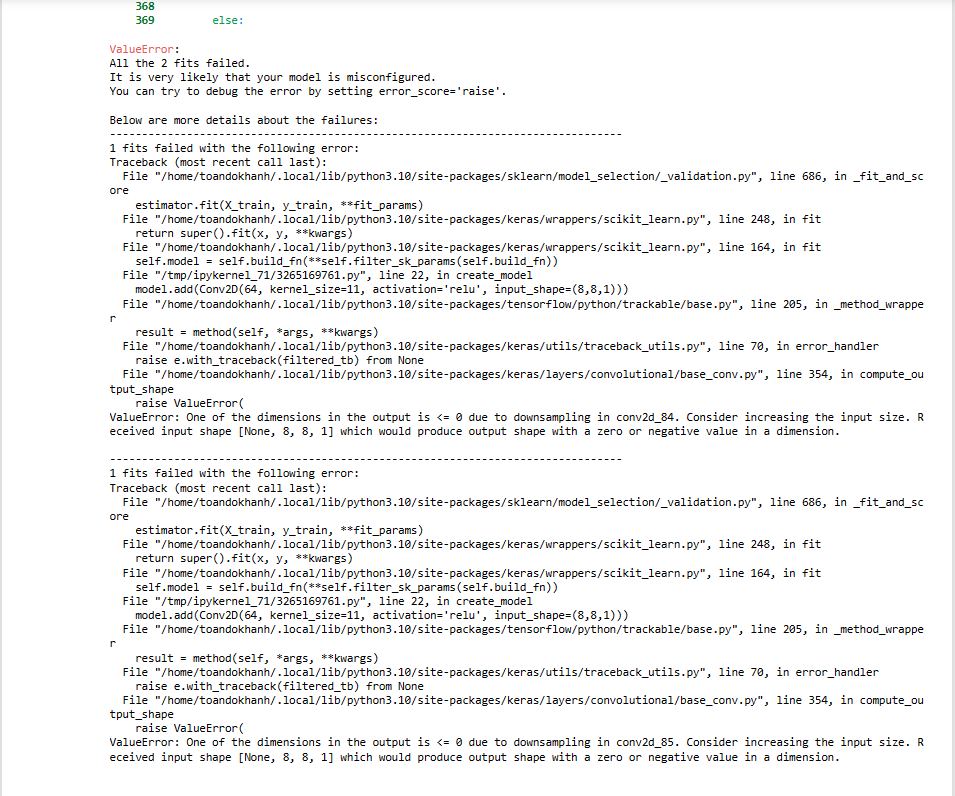 368
369 else:
ValueError:
All the 2 fits failed.
It is very likely that your model is misconfigured.
You can try to debug the error by setting error_score='raise'.
Below are more details about the failures:
--------------------------------------------------------------------------------
1 fits failed with the following error:
Traceback (most recent call last):
File "/home/toandokhanh/.local/lib/python3.10/site-packages/sklearn/model_selection/_validation.py", line 686, in _fit_and_sc
ore
estimator.fit(X_train, y_train, **fit_params)
File "/home/toandokhanh/.local/lib/python3.10/site-packages/keras/wrappers/scikit_learn.py", line 248, in fit
return super().fit(x, y, **kwargs)
File "/home/toandokhanh/.local/lib/python3.10/site-packages/keras/wrappers/scikit_learn.py", line 164, in fit
self.model = self.build_fn(**self.filter_sk_params(self.build_fn))
File "/tmp/ipykernel_71/3265169761.py", line 22, in create_model
model.add(Conv2D(64, kernel_size=11, activation='relu', input_shape=(8,8,1)))
File "/home/toandokhanh/.local/lib/python3.10/site-packages/tensorflow/python/trackable/base.py", line 205, in _method_wrappe
r
result = method(self, *args, **kwargs)
File "/home/toandokhanh/.local/lib/python3.10/site-packages/keras/utils/traceback_utils.py", line 70, in error_handler
raise e.with_traceback(filtered_tb) from None
File "/home/toandokhanh/.local/lib/python3.10/site-packages/keras/layers/convolutional/base_conv.py", line 354, in compute_ou
tput_shape
raise ValueError(
ValueError: One of the dimensions in the output is <= 0 due to downsampling in conv2d_84. Consider increasing the input size. R
eceived input shape [None, 8, 8, 1] which would produce output shape with a zero or negative value in a dimension.
--------------------------------------------------------------------------------
1 fits failed with the following error:
Traceback (most recent call last):
File "/home/toandokhanh/.local/lib/python3.10/site-packages/sklearn/model_selection/_validation.py", line 686, in _fit_and_sc
ore
estimator.fit(X_train, y_train, **fit_params)
File "/home/toandokhanh/.local/lib/python3.10/site-packages/keras/wrappers/scikit_learn.py", line 248, in fit
return super().fit(x, y, **kwargs)
File "/home/toandokhanh/.local/lib/python3.10/site-packages/keras/wrappers/scikit_learn.py", line 164, in fit
self.model = self.build_fn(**self.filter_sk_params(self.build_fn))
File "/tmp/ipykernel_71/3265169761.py", line 22, in create_model
model.add(Conv2D(64, kernel_size=11, activation='relu', input_shape=(8,8,1)))
File "/home/toandokhanh/.local/lib/python3.10/site-packages/tensorflow/python/trackable/base.py", line 205, in _method_wrappe
r
result = method(self, *args, **kwargs)
File "/home/toandokhanh/.local/lib/python3.10/site-packages/keras/utils/traceback_utils.py", line 70, in error_handler
raise e.with_traceback(filtered_tb) from None
File "/home/toandokhanh/.local/lib/python3.10/site-packages/keras/layers/convolutional/base_conv.py", line 354, in compute_ou
tput_shape
raise ValueError(
ValueError: One of the dimensions in the output is <= 0 due to downsampling in conv2d_85. Consider increasing the input size. R
eceived input shape [None, 8, 8, 1] which would produce output shape with a zero or negative value in a dimension.